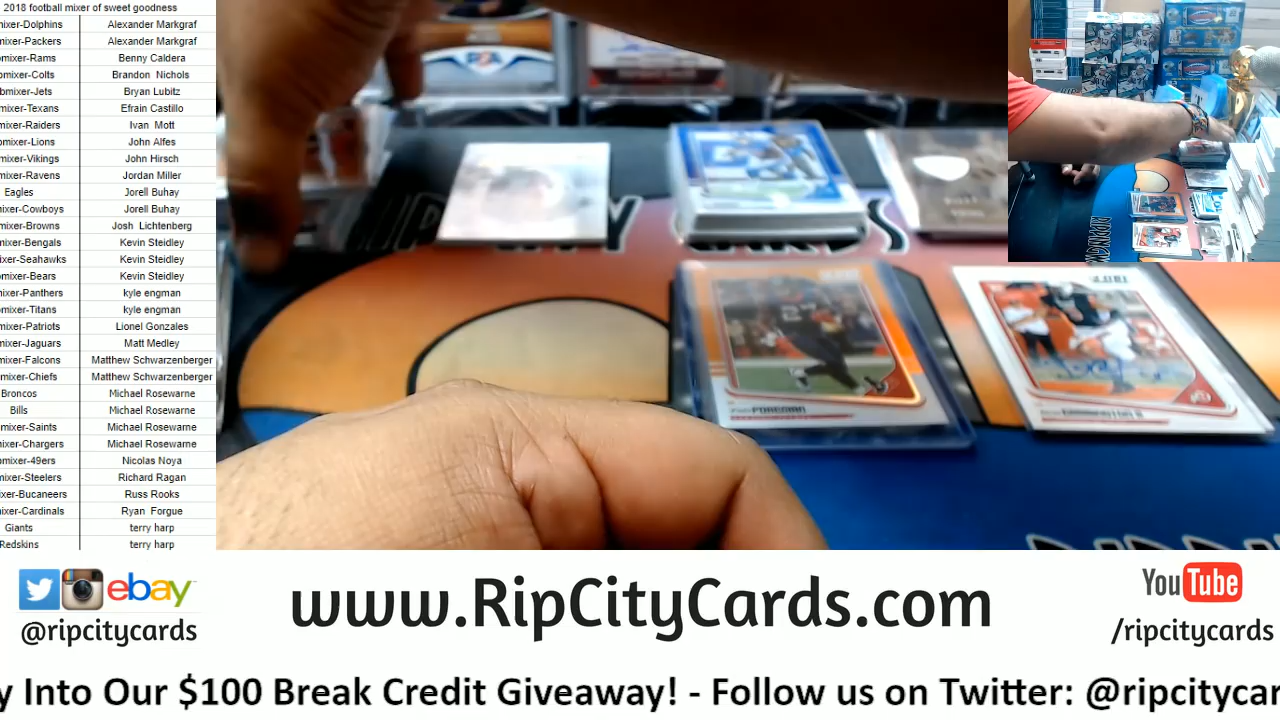 2018 football mixer of sweet goodness
mixer-Dolphins Alexander Markgraf
mixer-Packers Alexander Markgraf
mixer-Rams Benny Caldera
mixer-Colts Brandon Nichols
mixer-Jets Bryan Lubitz
mixer-Texans Efrain Castillo
mixer-Raiders Ivan Mott
mixer-Lions John Alfes
mixer-Vikings John Hirsch
mixer-Ravens Jordan Miller
Eagles Jorell Buhay
mixer-Cowboys Jorell Buhay
mixer-Browns Josh Lichtenberg
mixer-Bengals Kevin Steidley
ixer-Seahawks Kevin Steidley
mixer-Bears Kevin Steidley
mixer-Panthers kyle engman
mixer-Titans kyle engman
mixer-Patriots Lionel Gonzales
mixer-Jaguars Matt Medley
mixer-Falcons Matthew Schwarzenberger
mixer-Chiefs Matthew Schwarzenberger
Broncos Michael Rosewarne
Bills Michael Rosewarne
mixer-Saints Michael Rosewarne
mixer-Chargers Michael Rosewarne
mixer-49ers Nicolas Noya
mixer-Steelers Richard Ragan
ixer-Bucaneers Russ Rooks
ixer-Cardinals Ryan Forgue
Giants terry harp
Redskins terry harp
FOREMAN
ebay
@ripcitycards
www.RipCityCards.com
YouTube
/ripcitycards
y Into Our $100 Break Credit Giveaway! - Follow us on Twitter: @ripcitycar